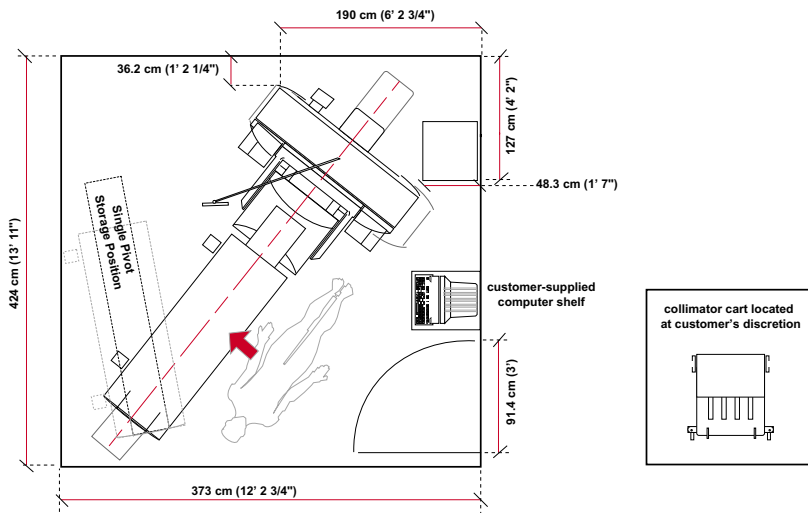 190 cm (6' 2 3/4")
36.2 cm (1' 2 1/4")
127 cm (4' 2")
48.3 cm (1' 7")
Single Pivot
Storage Position
424 cm (13' 11")
customer-supplied
computer shelf
collimator cart located
at customer's discretion
91.4 cm (3')
373 cm (12' 2 3/4")